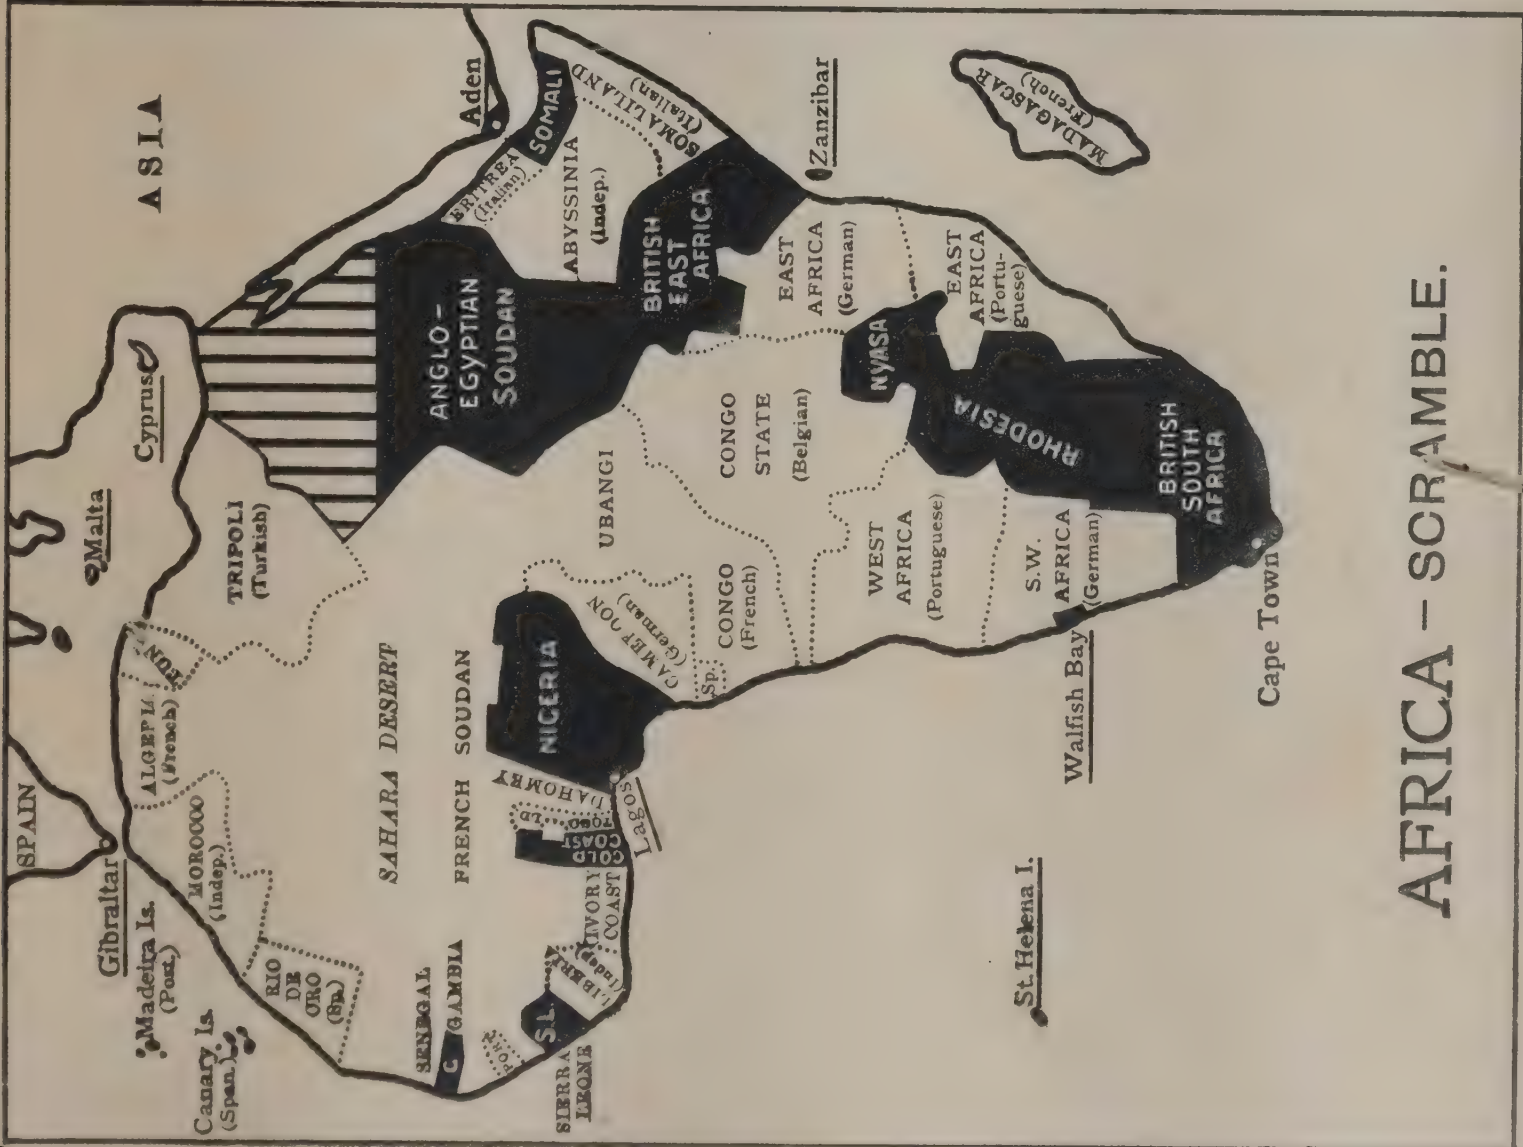 SPAIN
ASIA
Gibraltar
Malta
Cyprus
Aden
Madeira Is.
(Post.)
Canary Is.
(Span.)
MOROCCO
(Indep.)
(French)
TUN
TRIPOLI
(Turkish)
RIO
DE
ORO
(Sp.)
SAHARA DESERT
FRENCH SOUDAN
ANGLO-
EGYPTIAN
SOUDAN
ERITREA
(Italian)
SOMALI
SOMALILAND
(Italian)
ABYSSINIA
(Indep.)
SENEGAL
G.
GAMBIA
PORT.
S.L.
SIERRA
LEONE
LIBERI
(Indep.)
IVORY
COAST
GOLD
COAST
TOGO
LD
DAHOMEY
Lagos
NIGERIA
(German)
Sp.
CONGO
(French)
UBANGI
CONGO
STATE
(Belgian)
BRITISH
EAST
AFRICA
Zanzibar
EAST
AFRICA
(German)
NYASA
EAST
AFRICA
(Portu-
guese)
MADAGASCAR
(French)
WEST
AFRICA
(Portuguese)
RHODESIA
S.W.
AFRICA
(German)
Walfish Bay
BRITISH
SOUTH
AFRICA
Cape Town
St. Helena I.
AFRICA – SCRAMBLE.